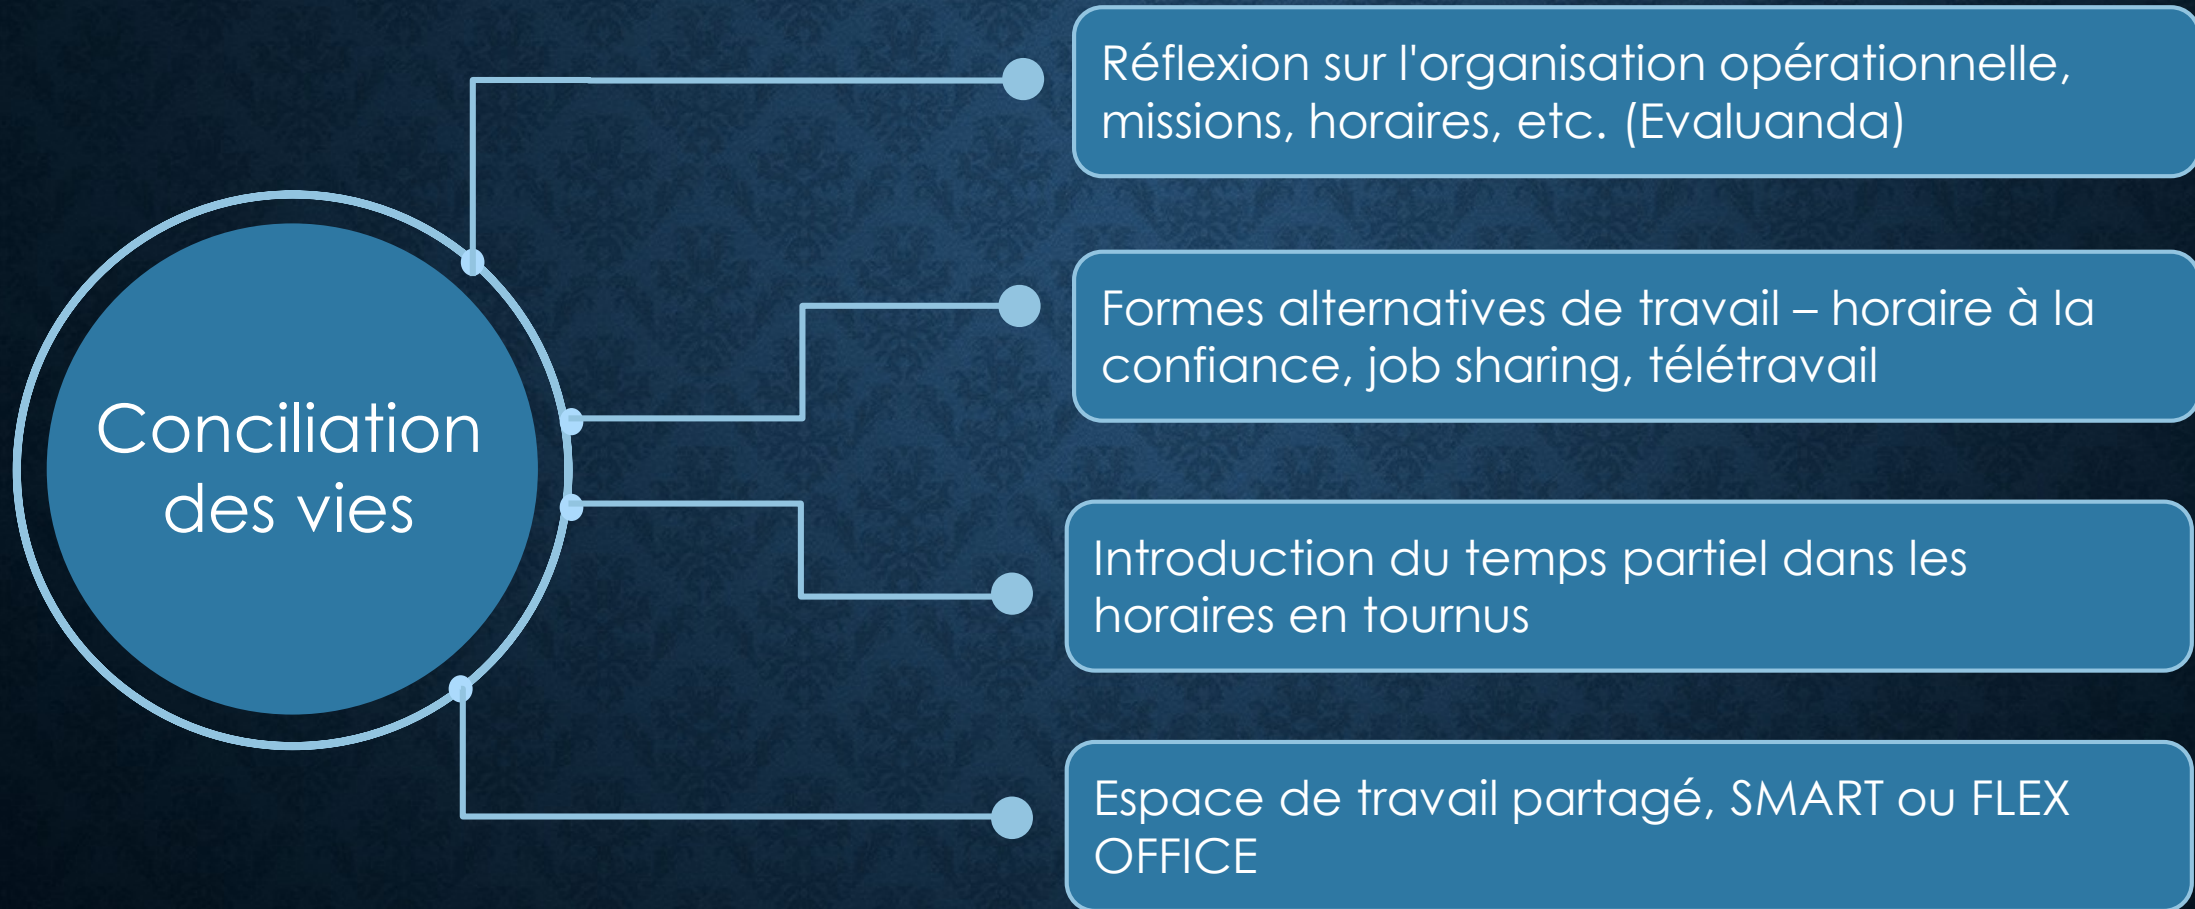 Conciliation
des vies
Réflexion sur l'organisation opérationnelle,
missions, horaires, etc. (Evaluanda)
Formes alternatives de travail – horaire à la
confiance, job sharing, télétravail
Introduction du temps partiel dans les
horaires en tournus
Espace de travail partagé, SMART ou FLEX
OFFICE